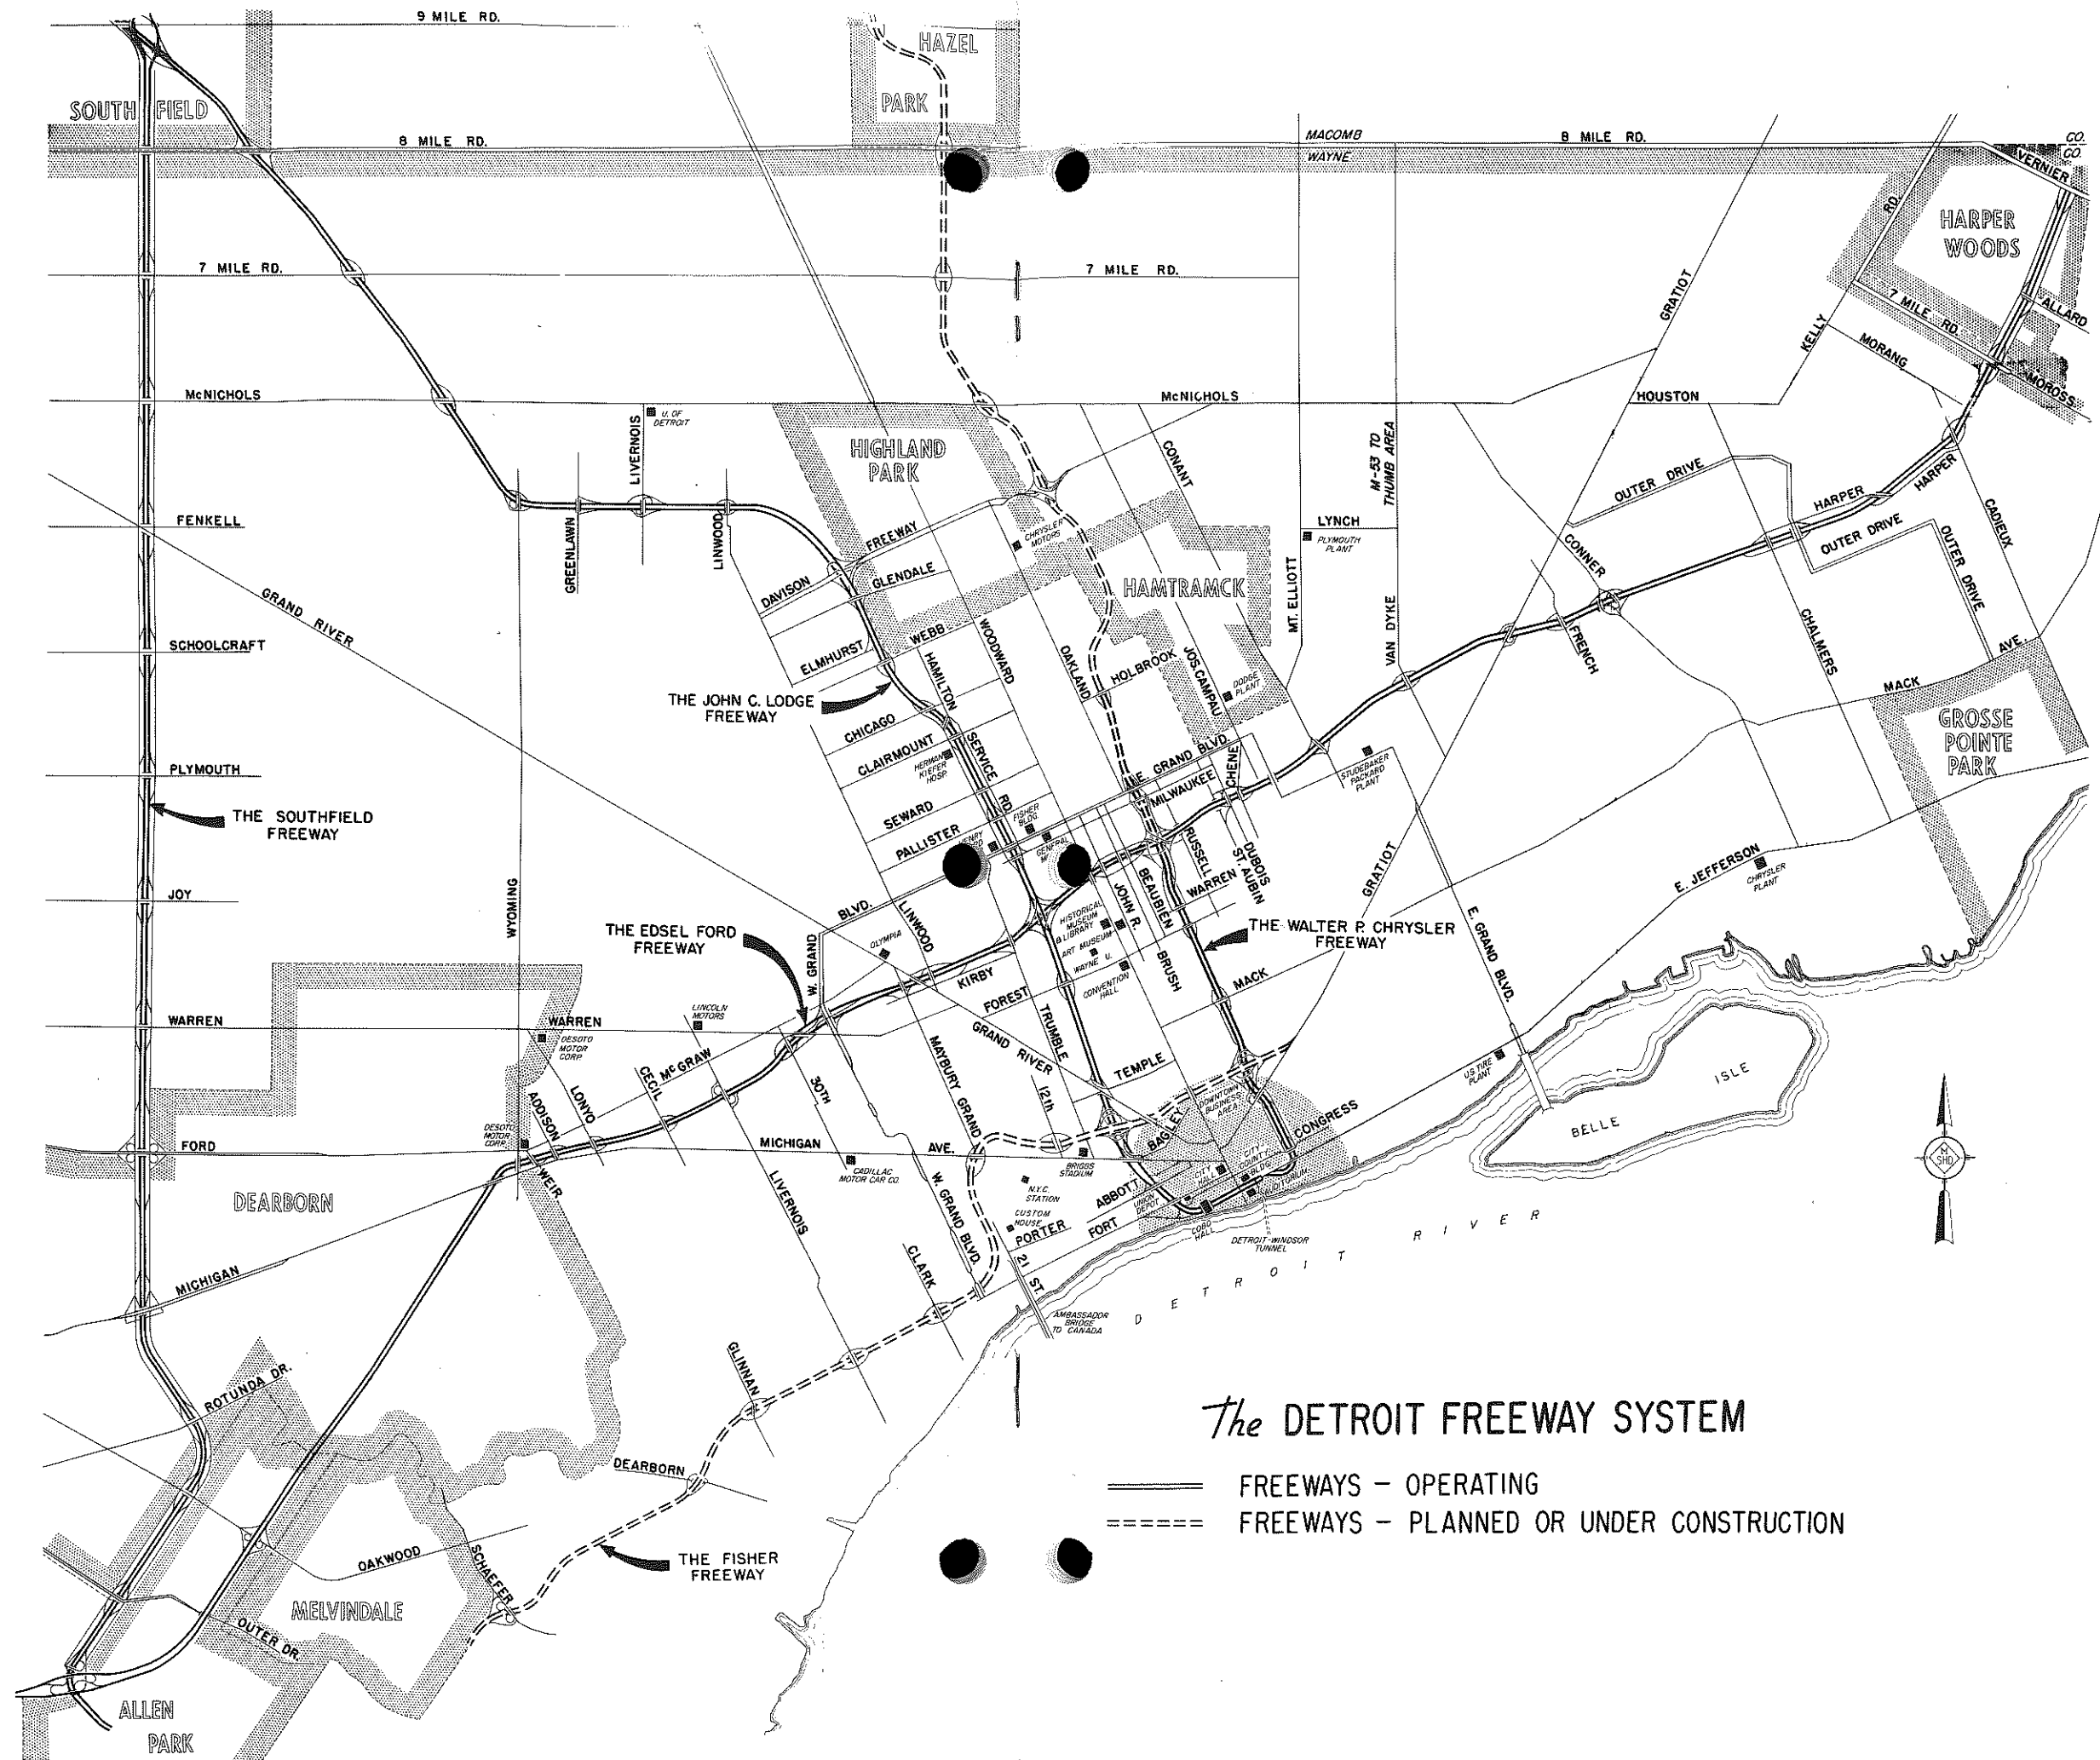 9 MILE RD.
HAZEL
PARK
SOUTHFIELD
8 MILE RD.
MACOMB
WAYNE
8 MILE RD.
CO.
CO.
VERNIER
RD.
HARPER
WOODS
7 MILE RD.
7 MILE RD.
GRATIOT
7 MILE RD.
ALLARD
KELLY
MORANG
MOROSS
McNICHOLS
U. OF
DETROIT
McNICHOLS
HOUSTON
LIVERNOIS
HIGHLAND
PARK
CONANT
M-53 TO
THUMB AREA
OUTER DRIVE
HARPER
HARPER
CADIEUX
FENKELL
GREENLAWN
LINWOOD
FREEWAY
CHRYSLER
MOTORS
LYNCH
PLYMOUTH
PLANT
CONNER
OUTER DRIVE
OUTER DRIVE
DAVISON
GLENDALE
HAMTRAMCK
MT. ELLIOTT
GRAND RIVER
SCHOOLCRAFT
ELMHURST
WEBB
WOODWARD
HAMILTON
OAKLAND
HOLBROOK
JOS. CAMPAU
DODGE
PLANT
VAN DYKE
FRENCH
CHALMERS
MACK
AVE.
THE JOHN C. LODGE
FREEWAY
CHICAGO
CLAIRMOUNT
HERMAN
KIEFER
HOSP.
SERVICE
RD.
E. GRAND BLVD.
MILWAUKEE
CHENE
STUDEBAKER
PACKARD
PLANT
GROSSE
POINTE
PARK
PLYMOUTH
THE SOUTHFIELD
FREEWAY
SEWARD
PALLISTER
FISHER
BLDG.
RUSSELL
DUBOIS
ST. AUBIN
WARREN
GRATIOT
E. JEFFERSON
CHRYSLER
PLANT
JOY
WYOMING
BLVD.
LINWOOD
JOHN R.
BEAUBIEN
HISTORICAL
MUSEUM
& LIBRARY
ART MUSEUM
WAYNE U.
CONVENTION
HALL
BRUSH
THE EDSEL FORD
FREEWAY
OLYMPIA
W. GRAND
KIRBY
FOREST
THE WALTER P. CHRYSLER
FREEWAY
MACK
E. GRAND BLVD.
WARREN
WARREN
DESOTO
MOTOR
CORP.
LINCOLN
MOTORS
McGRAW
GRAND RIVER
TRUMBLE
TEMPLE
MAYBURY GRAND
12th
30TH
CECIL
LONYO
ADDISON
DOWNTOWN
BUSINESS
AREA
BAGLEY
CONGRESS
U.S. TIRE
PLANT
BELLE
ISLE
FORD
DESOTO
MOTOR
CORP.
WEIR
MICHIGAN
AVE.
CADILLAC
MOTOR CAR CO.
LIVERNOIS
W. GRAND BLVD.
BRIGGS
STADIUM
N.Y.C.
STATION
CUSTOM
HOUSE
ABBOTT
PORTER
FORT
UNION
DEPOT
CITY
HALL
CITY
COUNTY
BLDG.
AUDITORIUM
COBO
HALL
DETROIT-WINDSOR
TUNNEL
DETROIT RIVER
M
SHD
DEARBORN
MICHIGAN
CLARK
21 ST.
AMBASSADOR
BRIDGE
TO CANADA
GLINNAN
ROTUNDA DR.
DEARBORN
OAKWOOD
SCHAEFER
THE FISHER
FREEWAY
MELVINDALE
OUTER DR.
ALLEN
PARK
The DETROIT FREEWAY SYSTEM
FREEWAYS - OPERATING
FREEWAYS - PLANNED OR UNDER CONSTRUCTION